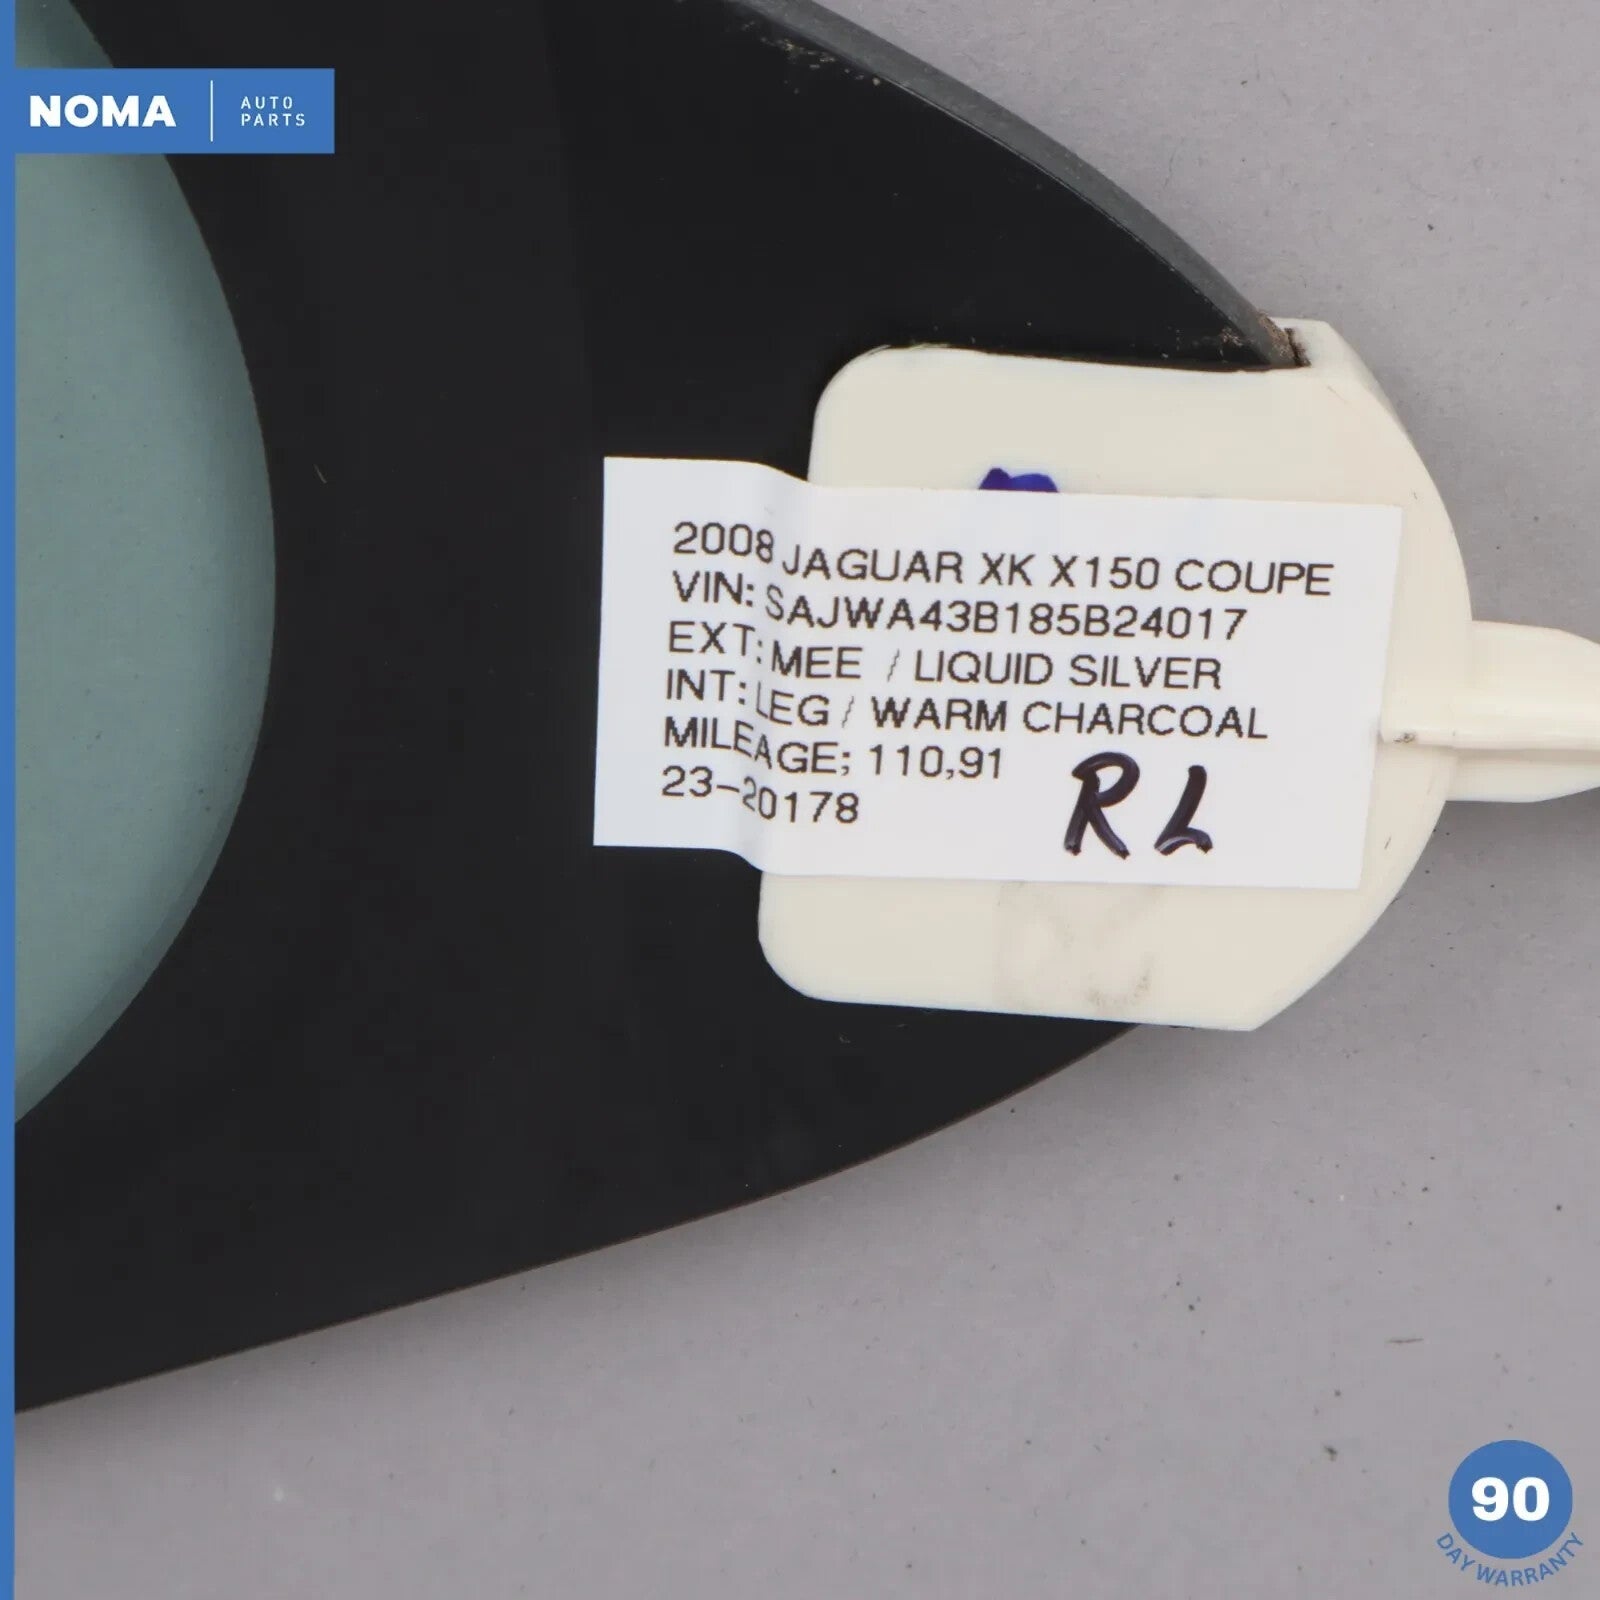 NOMA
AUTO
PARTS
2008 JAGUAR XK X150 COUPE
VIN: SAJWA43B185B24017
EXT: MEE / LIQUID SILVER
INT: LEG / WARM CHARCOAL
MILEAGE; 110,91
23-20178
RL
90
DAY WARRANTY